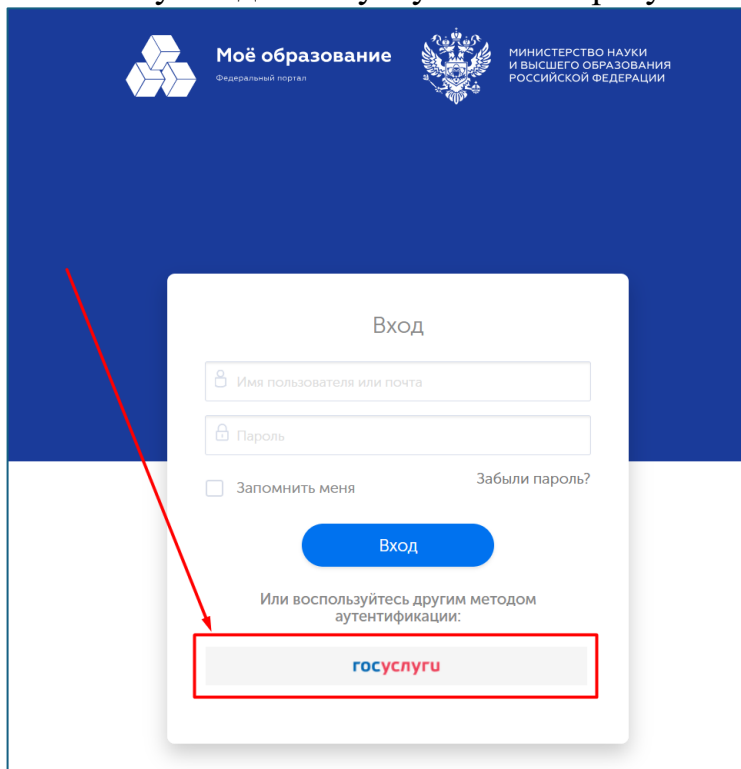 Моё образование
Федеральный портал
МИНИСТЕРСТВО НАУКИ
И ВЫСШЕГО ОБРАЗОВАНИЯ
РОССИЙСКОЙ ФЕДЕРАЦИИ
Вход
Имя пользователя или почта
Пароль
Запомнить меня
Забыли пароль?
Вход
Или воспользуйтесь другим методом
аутентификации:
госуслуги